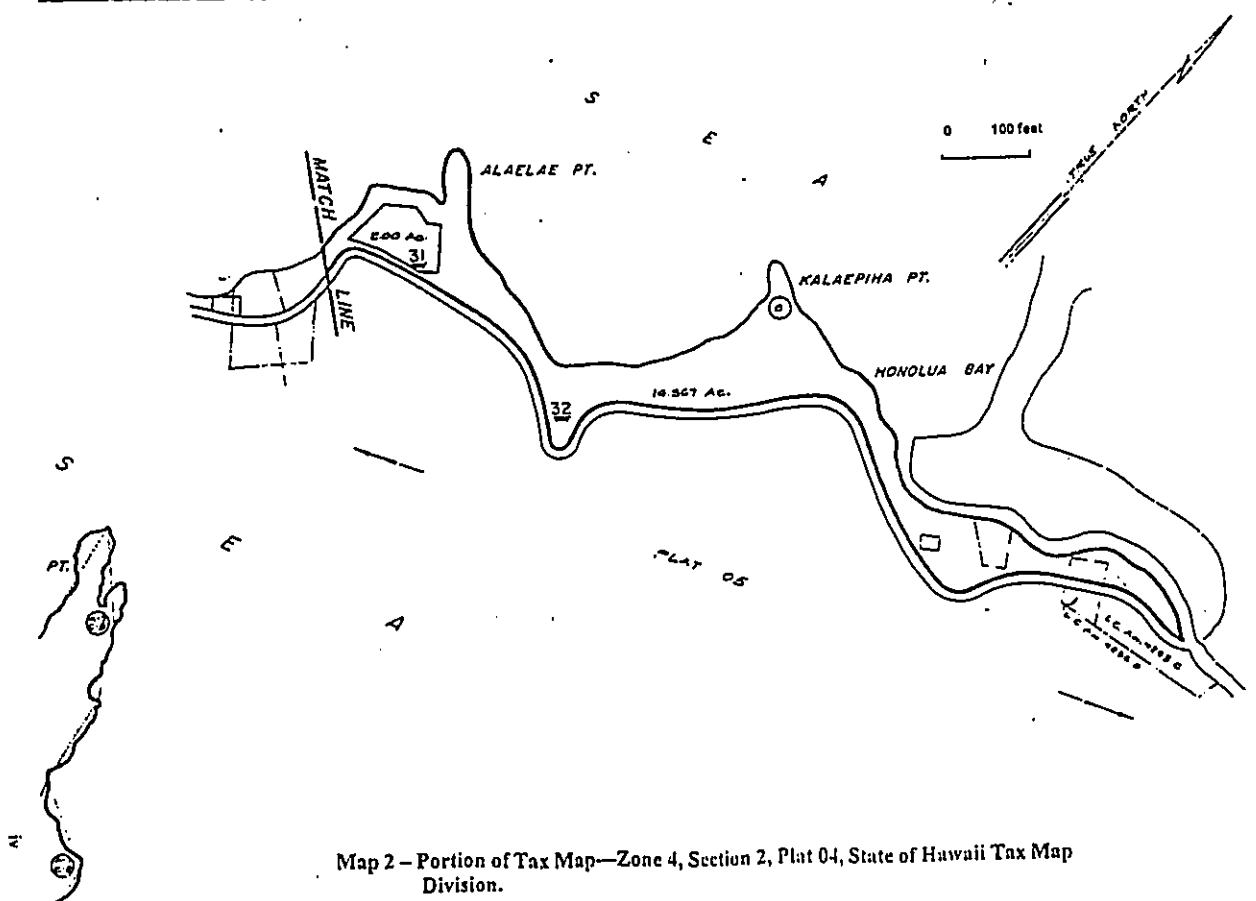 S
E
A
0 100 feet
TRUE NORTH
MATCH LINE
ALAELAE PT.
2.00 Ac.
31
KALAEPIHA PT.
HONOLUA BAY
14.567 Ac.
32
PLAT 05
S
E
A
PT.
iv
Map 2 – Portion of Tax Map—Zone 4, Section 2, Plat 04, State of Hawaii Tax Map
Division.